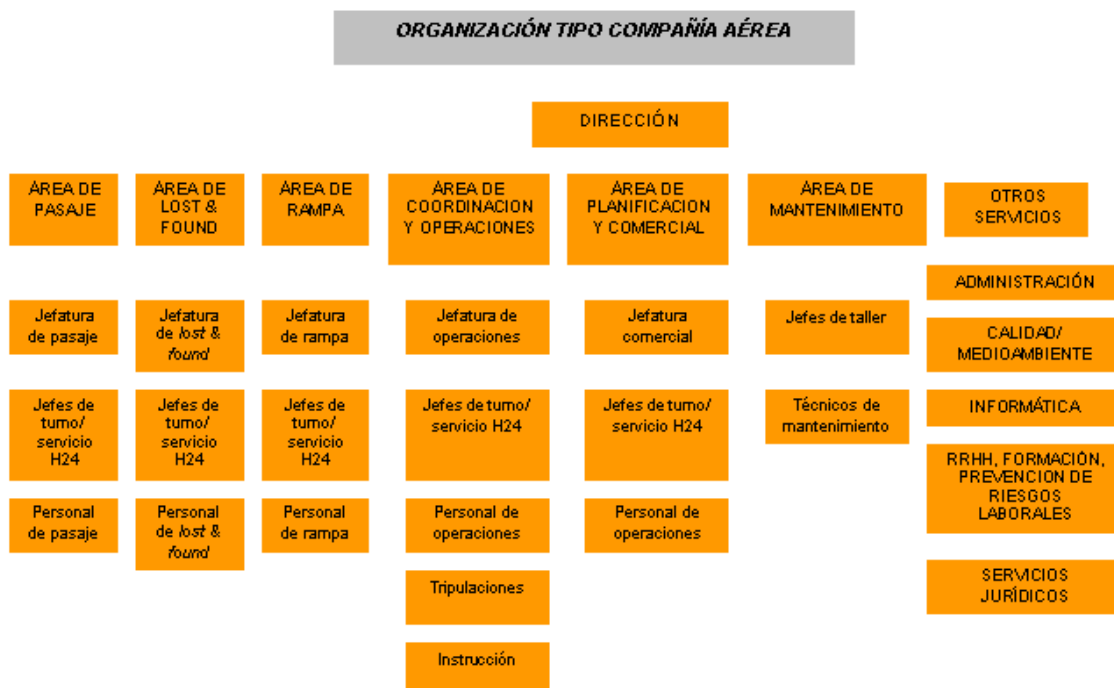 ORGANIZACIÓN TIPO COMPAÑÍA AÉREA
DIRECCIÓN
ÁREA DE
PASAJE
ÁREA DE
LOST &
FOUND
ÁREA DE
RAMPA
ÁREA DE
COORDINACION
Y OPERACIONES
ÁREA DE
PLANIFICACION
Y COMERCIAL
ÁREA DE
MANTENIMIENTO
OTROS
SERVICIOS
Jefatura
de pasaje
Jefatura
de lost &
found
Jefatura
de rampa
Jefatura de
operaciones
Jefatura
comercial
Jefes de taller
ADMINISTRACIÓN
CALIDAD/
MEDIOAMBIENTE
Jefes de
turno/
servicio
H24
Jefes de
turno/
servicio
H24
Jefes de
turno/
servicio
H24
Jefes de turno/
servicio H24
Jefes de turno/
servicio H24
Técnicos de
mantenimiento
INFORMÁTICA
RRHH, FORMACIÓN,
PREVENCION DE
RIESGOS
LABORALES
Personal
de pasaje
Personal
de lost &
found
Personal
de rampa
Personal de
operaciones
Personal de
operaciones
Tripulaciones
SERVICIOS
JURÍDICOS
Instrucción